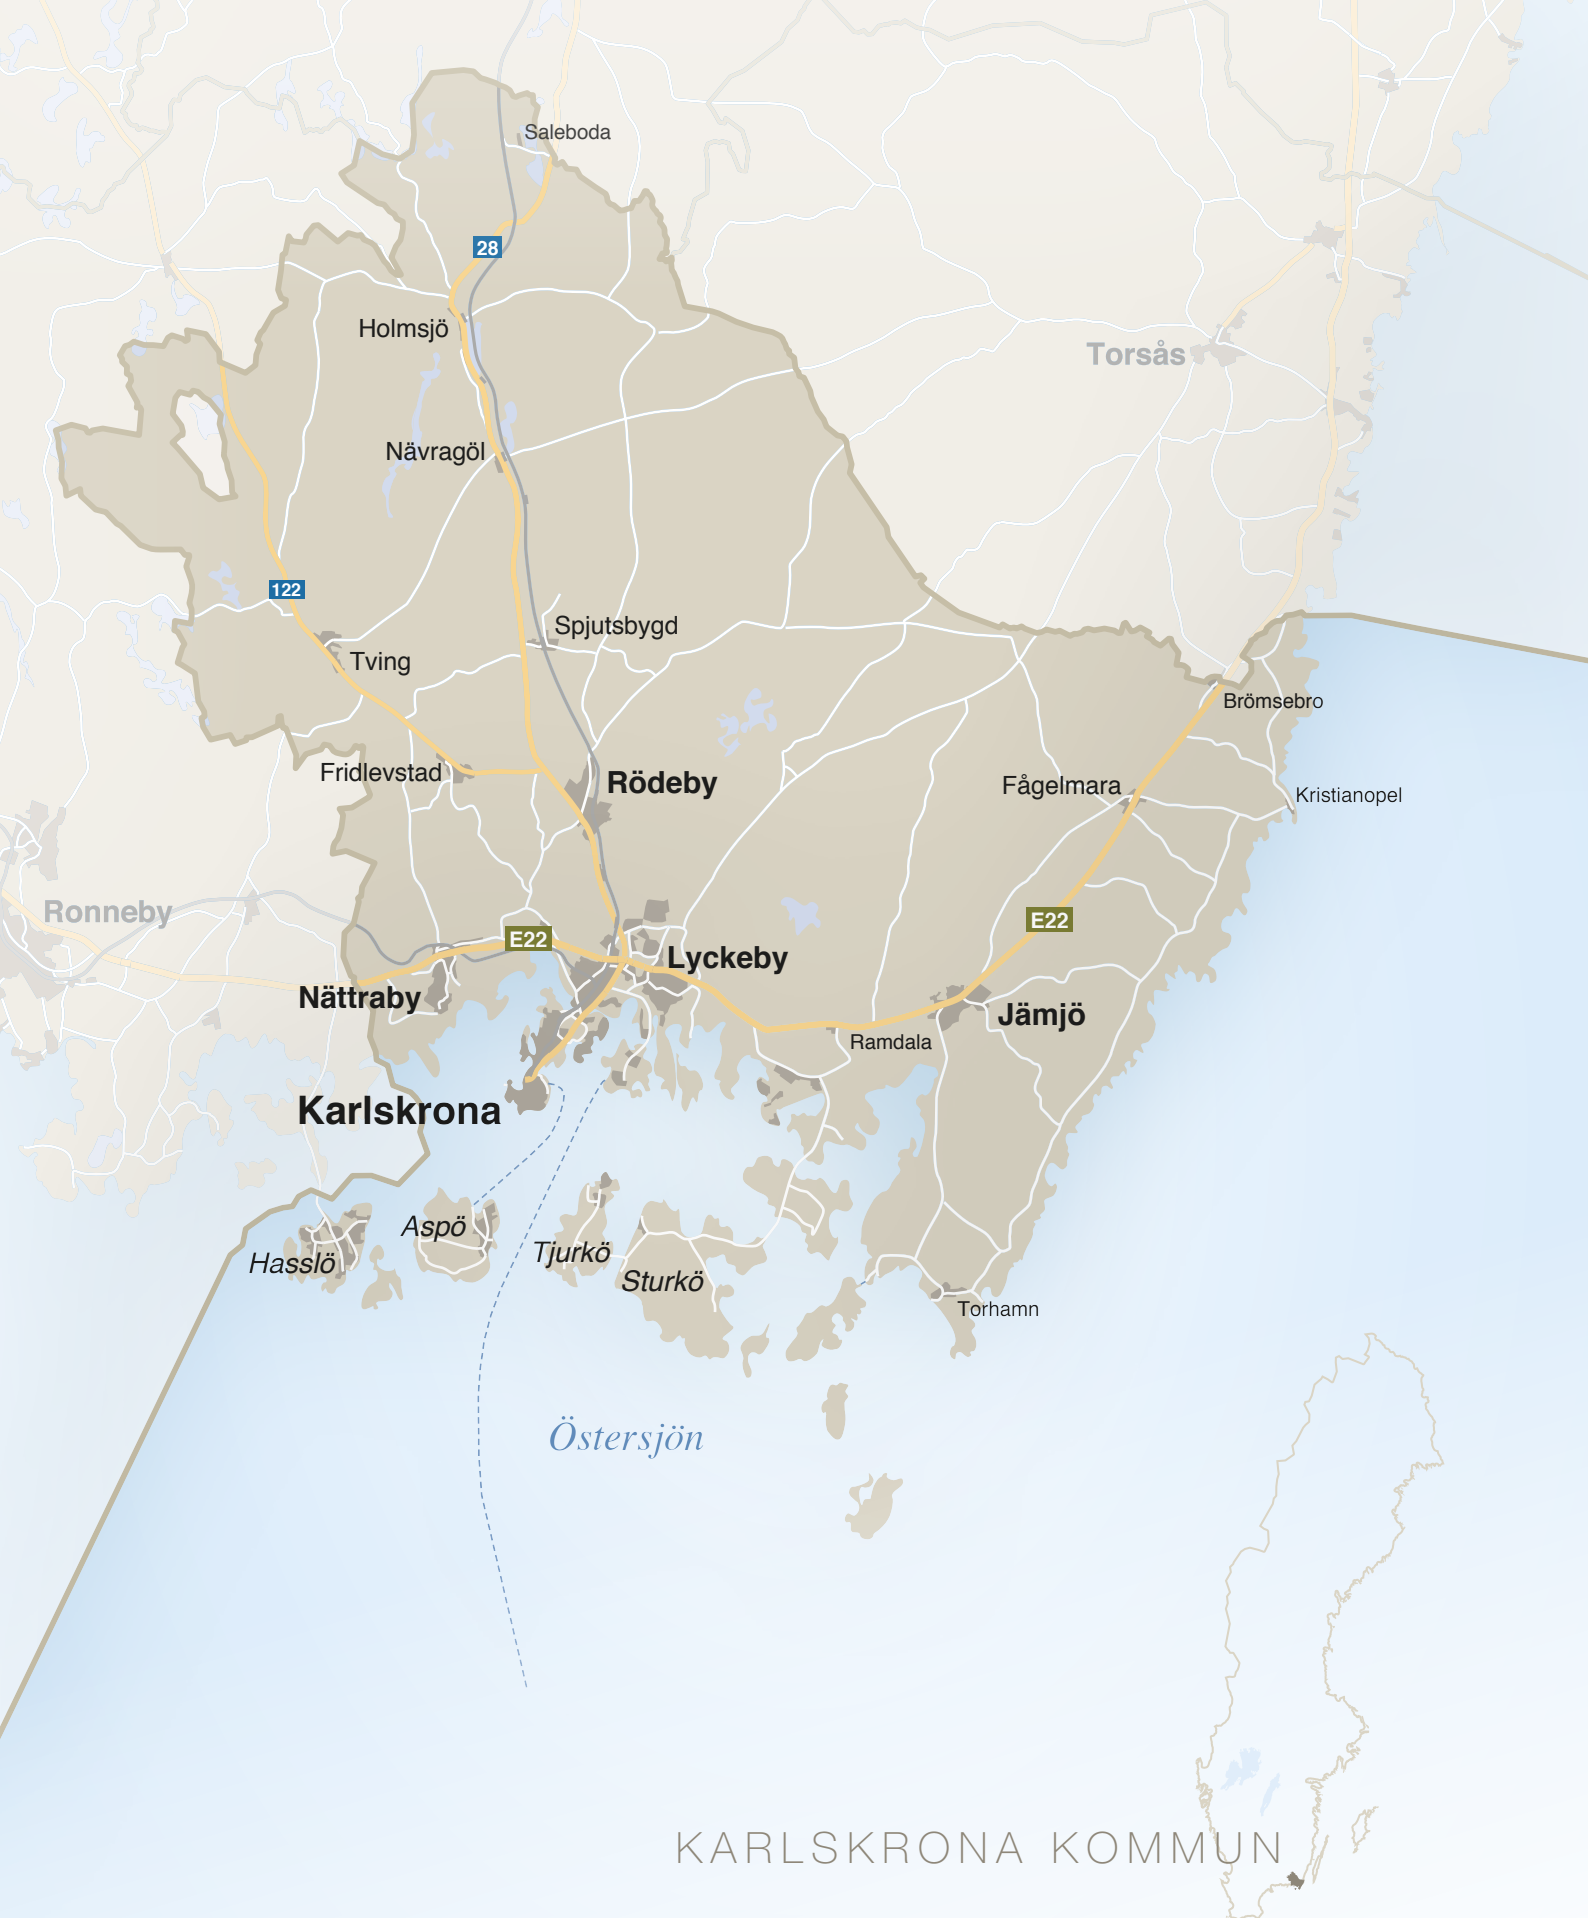 Saleboda
28
Holmsjö
Torsås
Nävragöl
122
Spjutsbygd
Tving
Brömsebro
Fridlevstad
Rödeby
Fågelmara
Kristianopel
Ronneby
E22
E22
Lyckeby
Nättraby
Jämjö
Ramdala
Karlskrona
Aspö
Hasslö
Tjurkö
Sturkö
Torhamn
Östersjön
KARLSKRONA KOMMUN